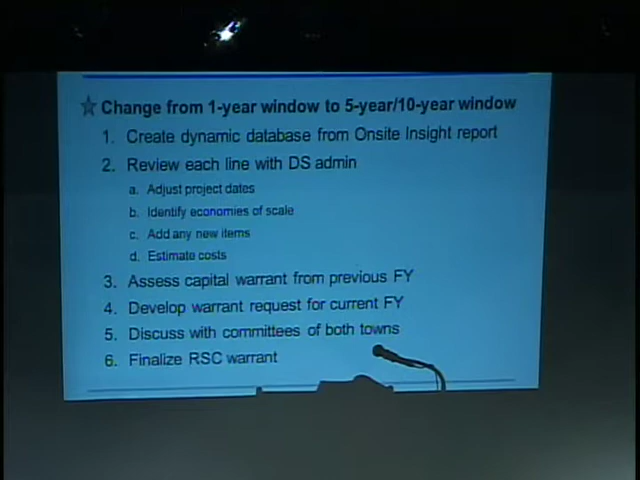 Change from 1-year window to 5-year/10-year window
1. Create dynamic database from Onsite Insight report
2. Review each line with DS admin
a. Adjust project dates
b. Identify economies of scale
c. Add any new items
d. Estimate costs
3. Assess capital warrant from previous FY
4. Develop warrant request for current FY
5. Discuss with committees of both towns
6. Finalize RSC warrant